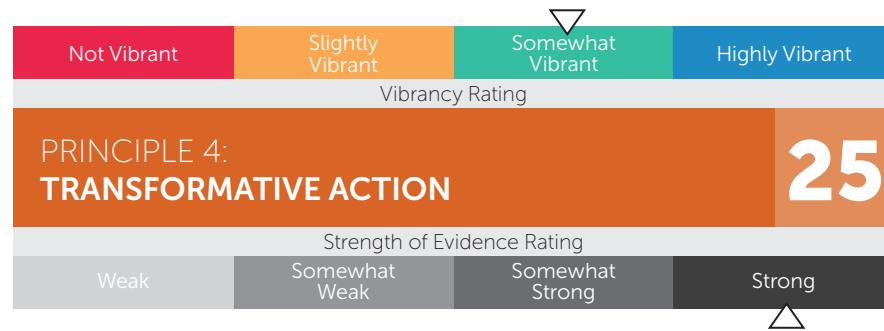 Not Vibrant
Slightly
Vibrant
Somewhat
Vibrant
Highly Vibrant
Vibrancy Rating
PRINCIPLE 4:
TRANSFORMATIVE ACTION
25
Strength of Evidence Rating
Weak
Somewhat
Weak
Somewhat
Strong
Strong